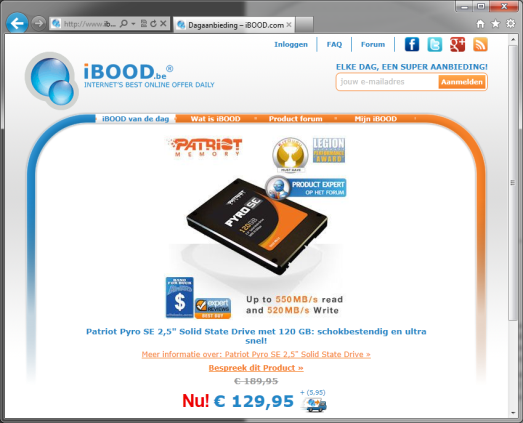 http://www.ib...
Dagaanbieding – iBOOD.com
Inloggen
FAQ
Forum
iBOOD.be®
INTERNET'S BEST ONLINE OFFER DAILY
ELKE DAG, EEN SUPER AANBIEDING!
jouw e-mailadres
Aanmelden
iBOOD van de dag
Wat is iBOOD
Product forum
Mijn iBOOD
PATRIOT
MEMORY
LEGION
AWARD
PRODUCT EXPERT
OP HET FORUM
PATRIOT
PYRO SE
120GB
$
expert
REVIEWS
BEST BUY
Up to 550MB/s read
and 520MB/s Write
Patriot Pyro SE 2,5" Solid State Drive met 120 GB: schokbestendig en ultra
snel!
Meer informatie over: Patriot Pyro SE 2.5" Solid State Drive »
Bespreek dit Product »
€ 189,95
Nu! € 129,95
+ (5,95)